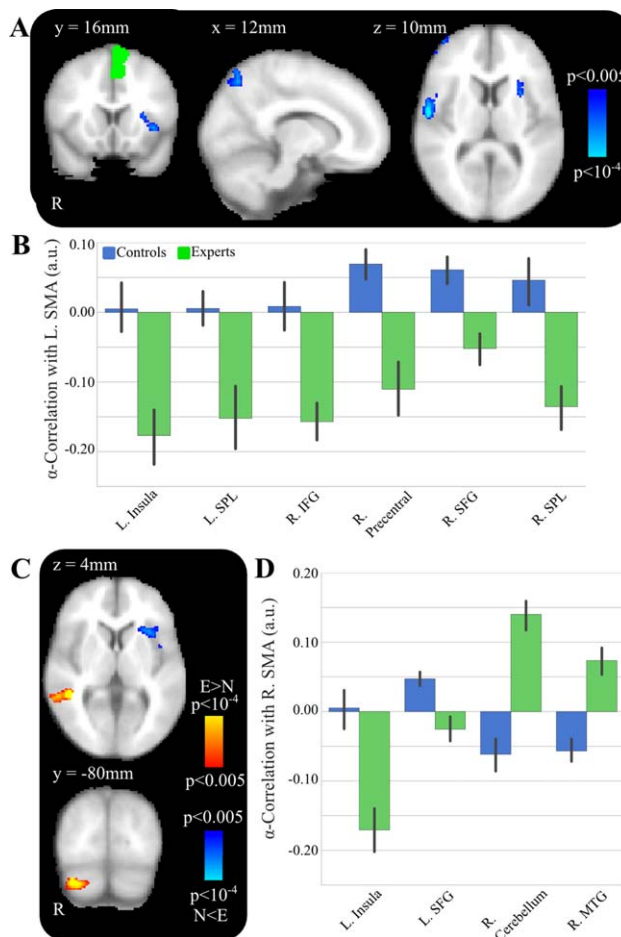 A
y = 16mm
x = 12mm
z = 10mm
p<0.005
p<10⁻⁴
R
B
Controls
Experts
α-Correlation with L. SMA (a.u.)
0.10
0.00
-0.10
-0.20
L. Insula
L. SPL
R. IFG
R.
Precentral
R. SFG
R. SPL
C
z = 4mm
E>N
p<10⁻⁴
p<0.005
y = -80mm
p<0.005
p<10⁻⁴
N<E
R
D
α-Correlation with R. SMA (a.u.)
0.20
0.10
0.00
-0.10
-0.20
L. Insula
L. SFG
R.
Cerebellum
R. MTG